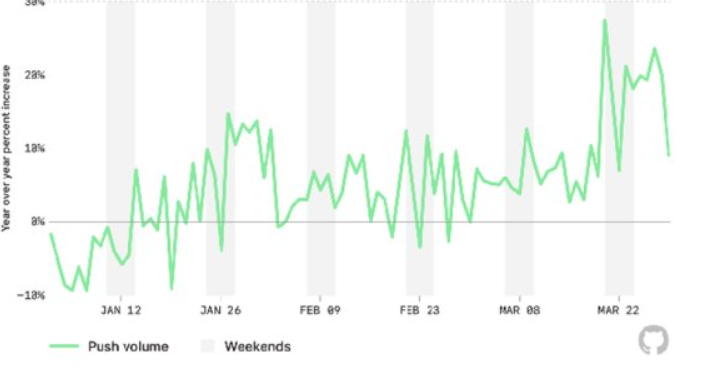 30%
Year over year percent increase
20%
10%
0%
-10%
JAN 12 JAN 26 FEB 09 FEB 23 MAR 08 MAR 22
Push volume Weekends